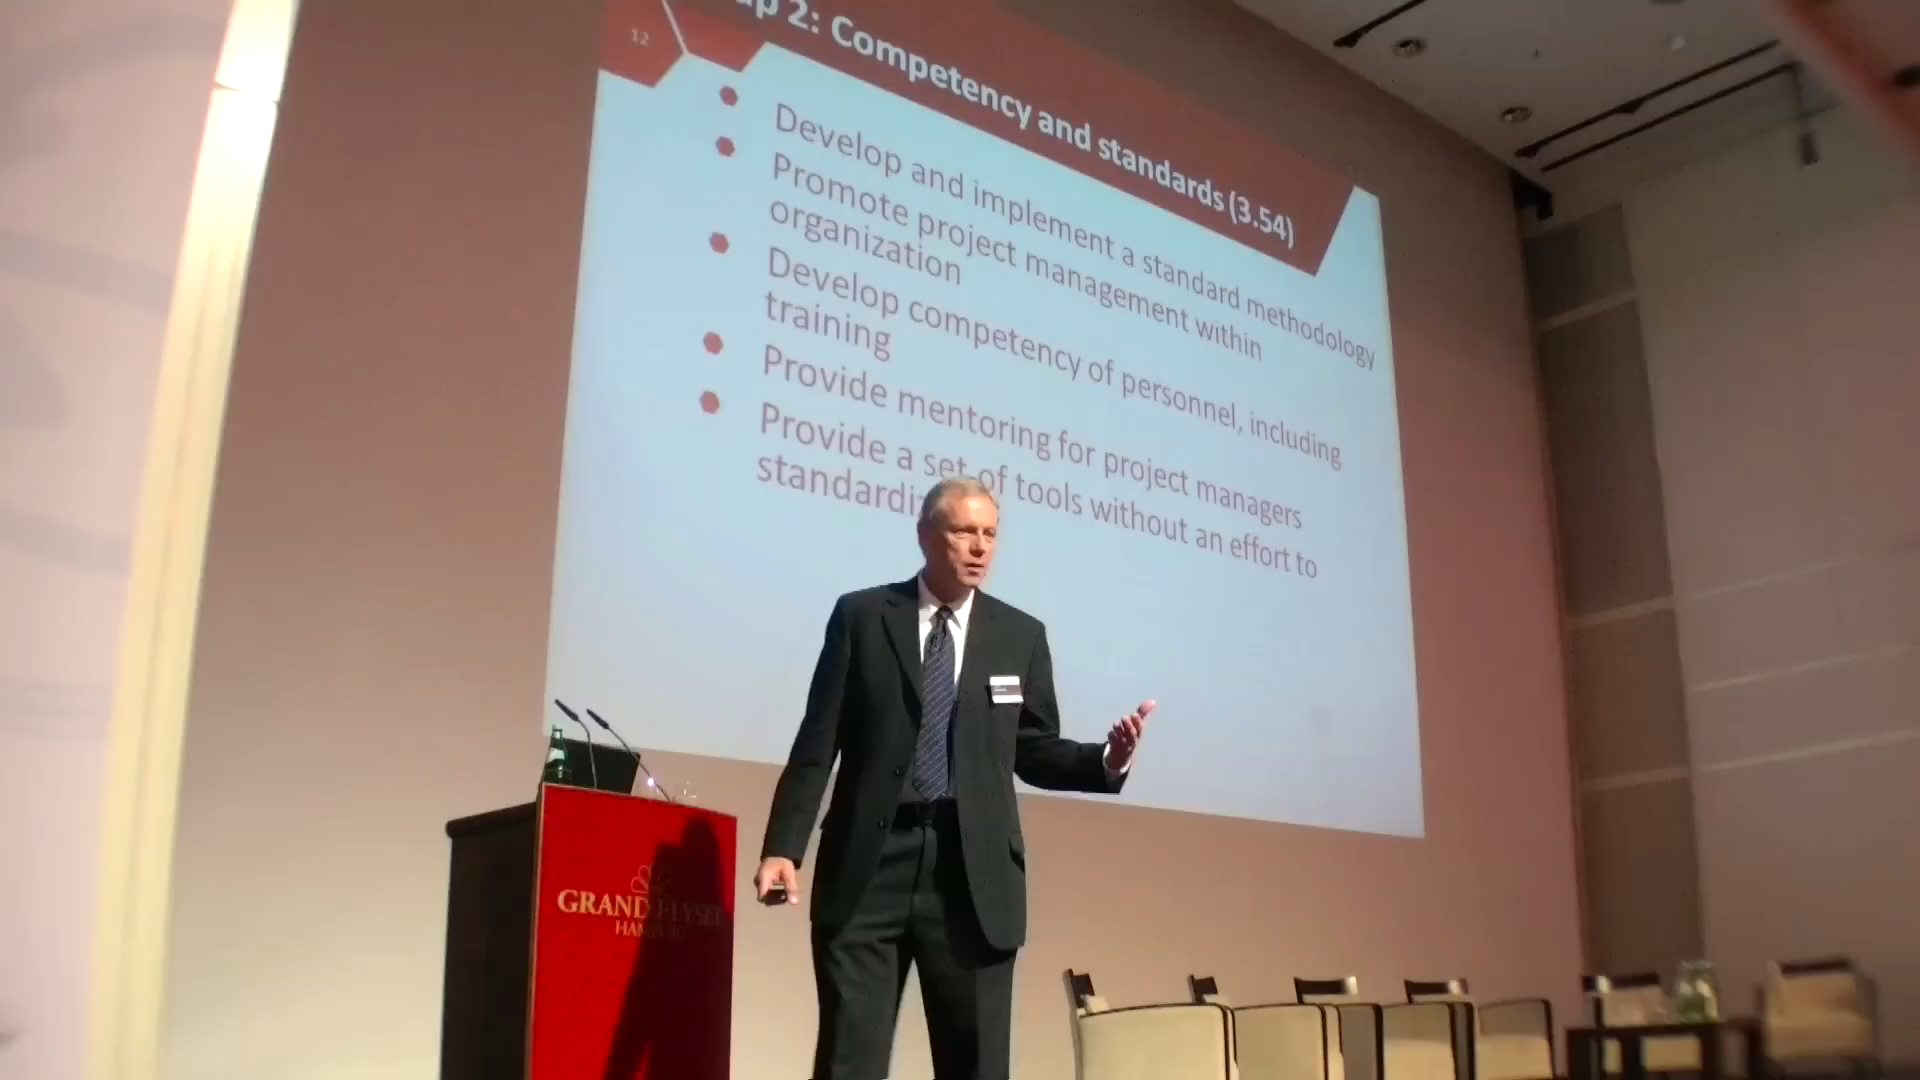 12
2: Competency and standards (3.54)
Develop and implement a standard methodology
Promote project management within
organization
Develop competency of personnel, including
training
Provide mentoring for project managers
Provide a set of tools without an effort to
GRAND ELYSEE